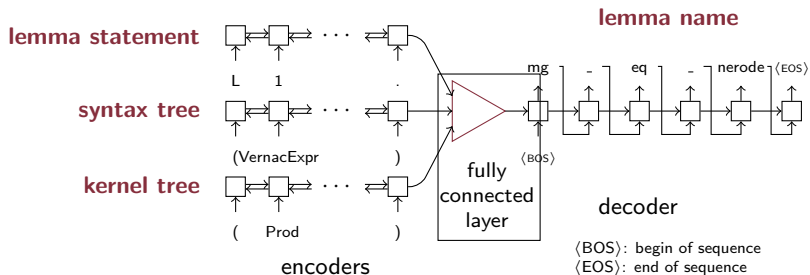 lemma name
lemma statement
· · ·
mg _ eq _ nerode ⟨EOS⟩
L 1 .
syntax tree
· · ·
(VernacExpr )
⟨BOS⟩
fully
connected
layer
kernel tree
· · ·
( Prod )
decoder
encoders
⟨BOS⟩: begin of sequence
⟨EOS⟩: end of sequence